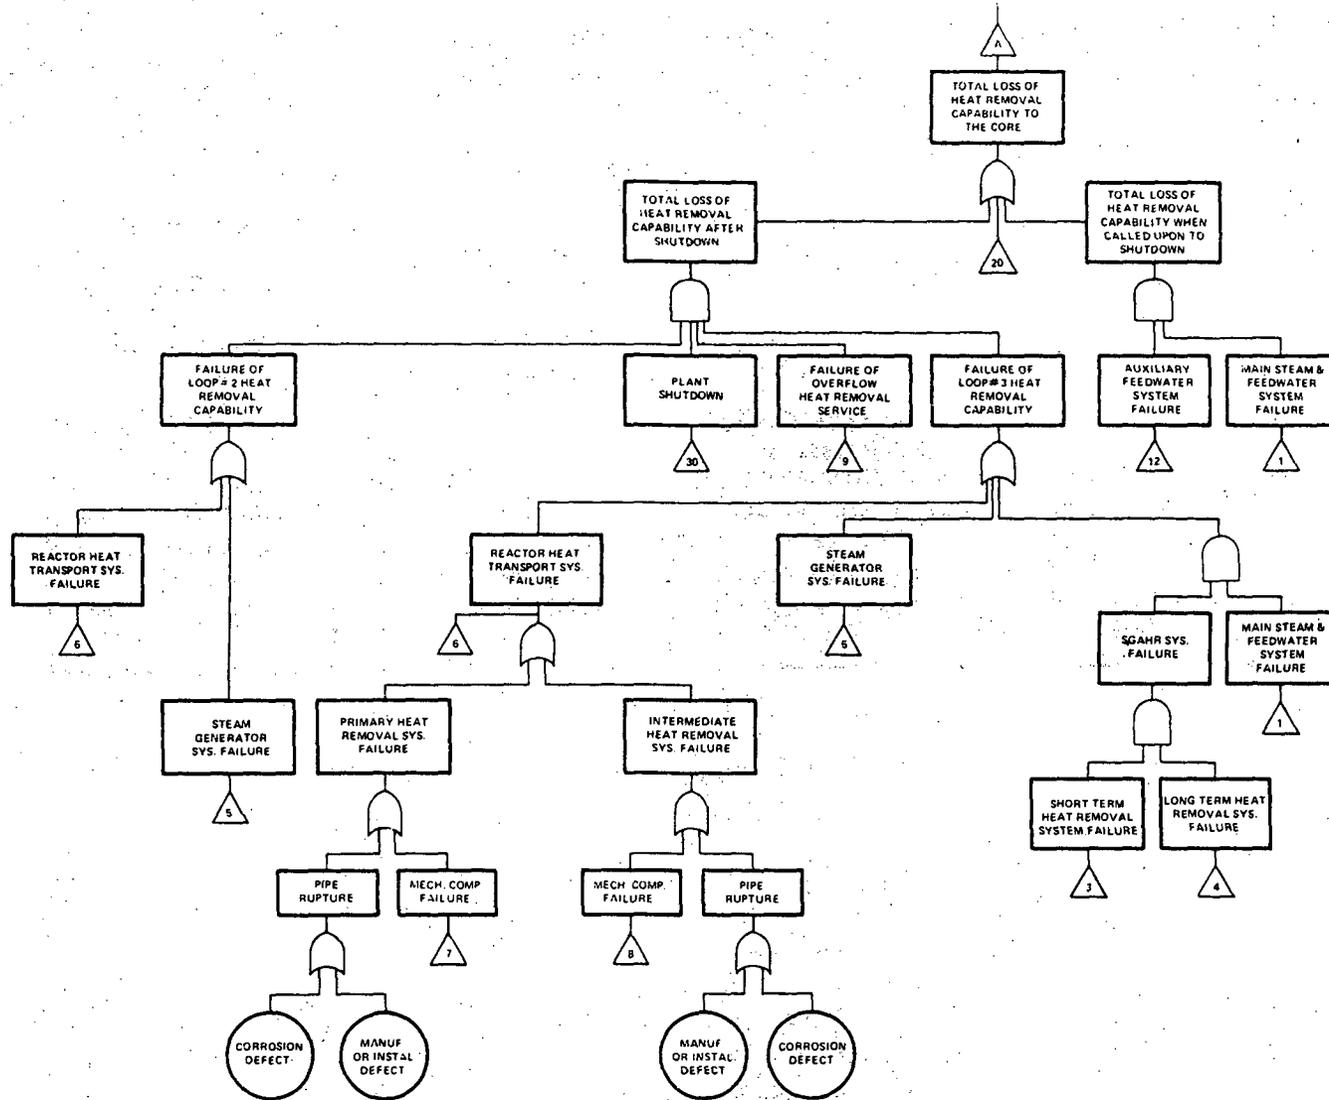 A
TOTAL LOSS OF
HEAT REMOVAL
CAPABILITY TO
THE CORE
TOTAL LOSS OF
HEAT REMOVAL
CAPABILITY AFTER
SHUTDOWN
20
TOTAL LOSS OF
HEAT REMOVAL
CAPABILITY WHEN
CALLED UPON TO
SHUTDOWN
FAILURE OF
LOOP # 2 HEAT
REMOVAL
CAPABILITY
PLANT
SHUTDOWN
FAILURE OF
OVERFLOW
HEAT REMOVAL
SERVICE
FAILURE OF
LOOP # 3 HEAT
REMOVAL
CAPABILITY
AUXILIARY
FEEDWATER
SYSTEM
FAILURE
MAIN STEAM &
FEEDWATER
SYSTEM
FAILURE
30
9
12
1
REACTOR HEAT
TRANSPORT SYS.
FAILURE
REACTOR HEAT
TRANSPORT SYS.
FAILURE
STEAM
GENERATOR
SYS. FAILURE
6
6
5
SGAHR SYS.
FAILURE
MAIN STEAM &
FEEDWATER
SYSTEM
FAILURE
1
STEAM
GENERATOR
SYS. FAILURE
PRIMARY HEAT
REMOVAL SYS.
FAILURE
INTERMEDIATE
HEAT REMOVAL
SYS. FAILURE
5
SHORT TERM
HEAT REMOVAL
SYSTEM FAILURE
LONG TERM HEAT
REMOVAL SYS.
FAILURE
3
4
PIPE
RUPTURE
MECH. COMP
FAILURE
MECH COMP.
FAILURE
PIPE
RUPTURE
7
8
CORROSION
DEFECT
MANUF
OR INSTAL
DEFECT
MANUF
OR INSTAL
DEFECT
CORROSION
DEFECT